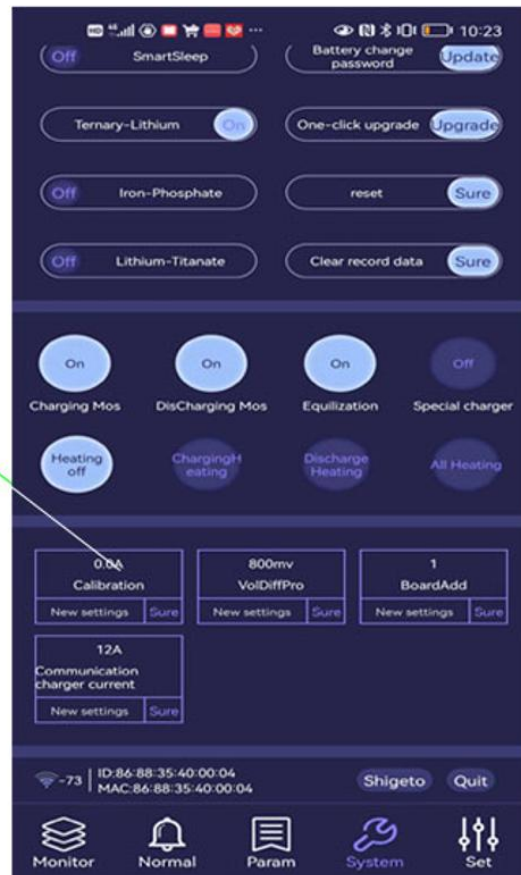 HD 4G 10:23
Off SmartSleep
Battery change password Update
Ternary-Lithium On
One-click upgrade Upgrade
Off Iron-Phosphate
reset Sure
Off Lithium-Titanate
Clear record data Sure
On On On Off
Charging Mos DisCharging Mos Equilization Special charger
Heating off
ChargingH eating
Discharge Heating
All Heating
0.0A
Calibration
New settings Sure
800mv
VolDiffPro
New settings Sure
1
BoardAdd
New settings Sure
12A
Communication
charger current
New settings Sure
-73
ID:86:88:35:40:00:04
MAC:86:88:35:40:00:04
Shigeto Quit
Monitor Normal Param System Set